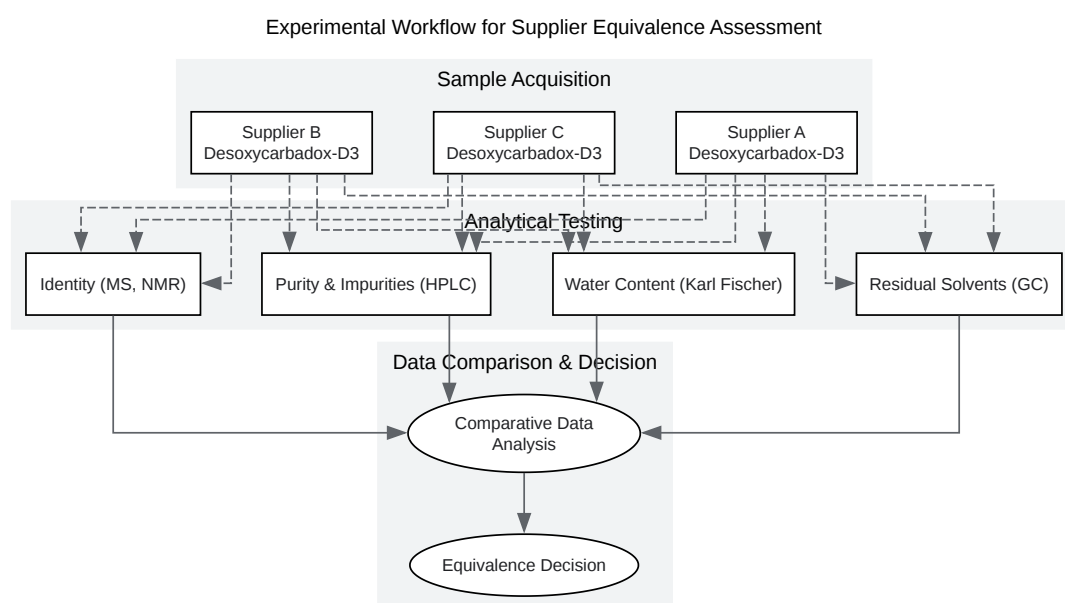 Experimental Workflow for Supplier Equivalence Assessment
Sample Acquisition
Supplier B
Desoxycarbadox-D3
Supplier C
Desoxycarbadox-D3
Supplier A
Desoxycarbadox-D3
Analytical Testing
Identity (MS, NMR)
Purity & Impurities (HPLC)
Water Content (Karl Fischer)
Residual Solvents (GC)
Data Comparison & Decision
Comparative Data
Analysis
Equivalence Decision